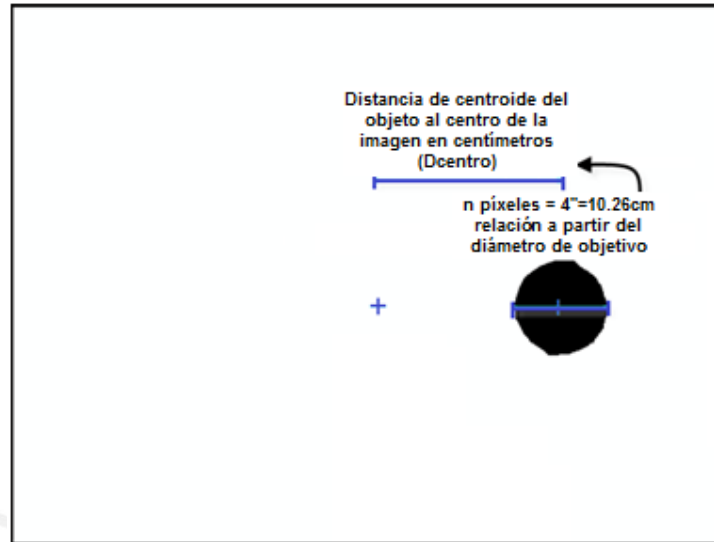 Distancia de centroide del
objeto al centro de la
imagen en centímetros
(Dcentro)
n píxeles = 4"=10.26cm
relación a partir del
diámetro de objetivo